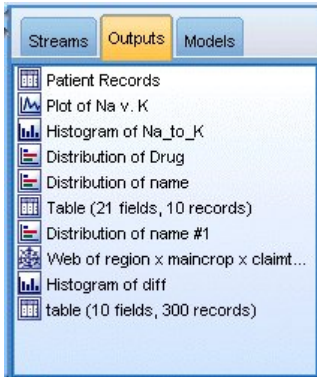 Streams Outputs Models
Patient Records
Plot of Na v. K
Histogram of Na_to_K
Distribution of Drug
Distribution of name
Table (21 fields, 10 records)
Distribution of name #1
Web of region x maincrop x claimt...
Histogram of diff
table (10 fields, 300 records)